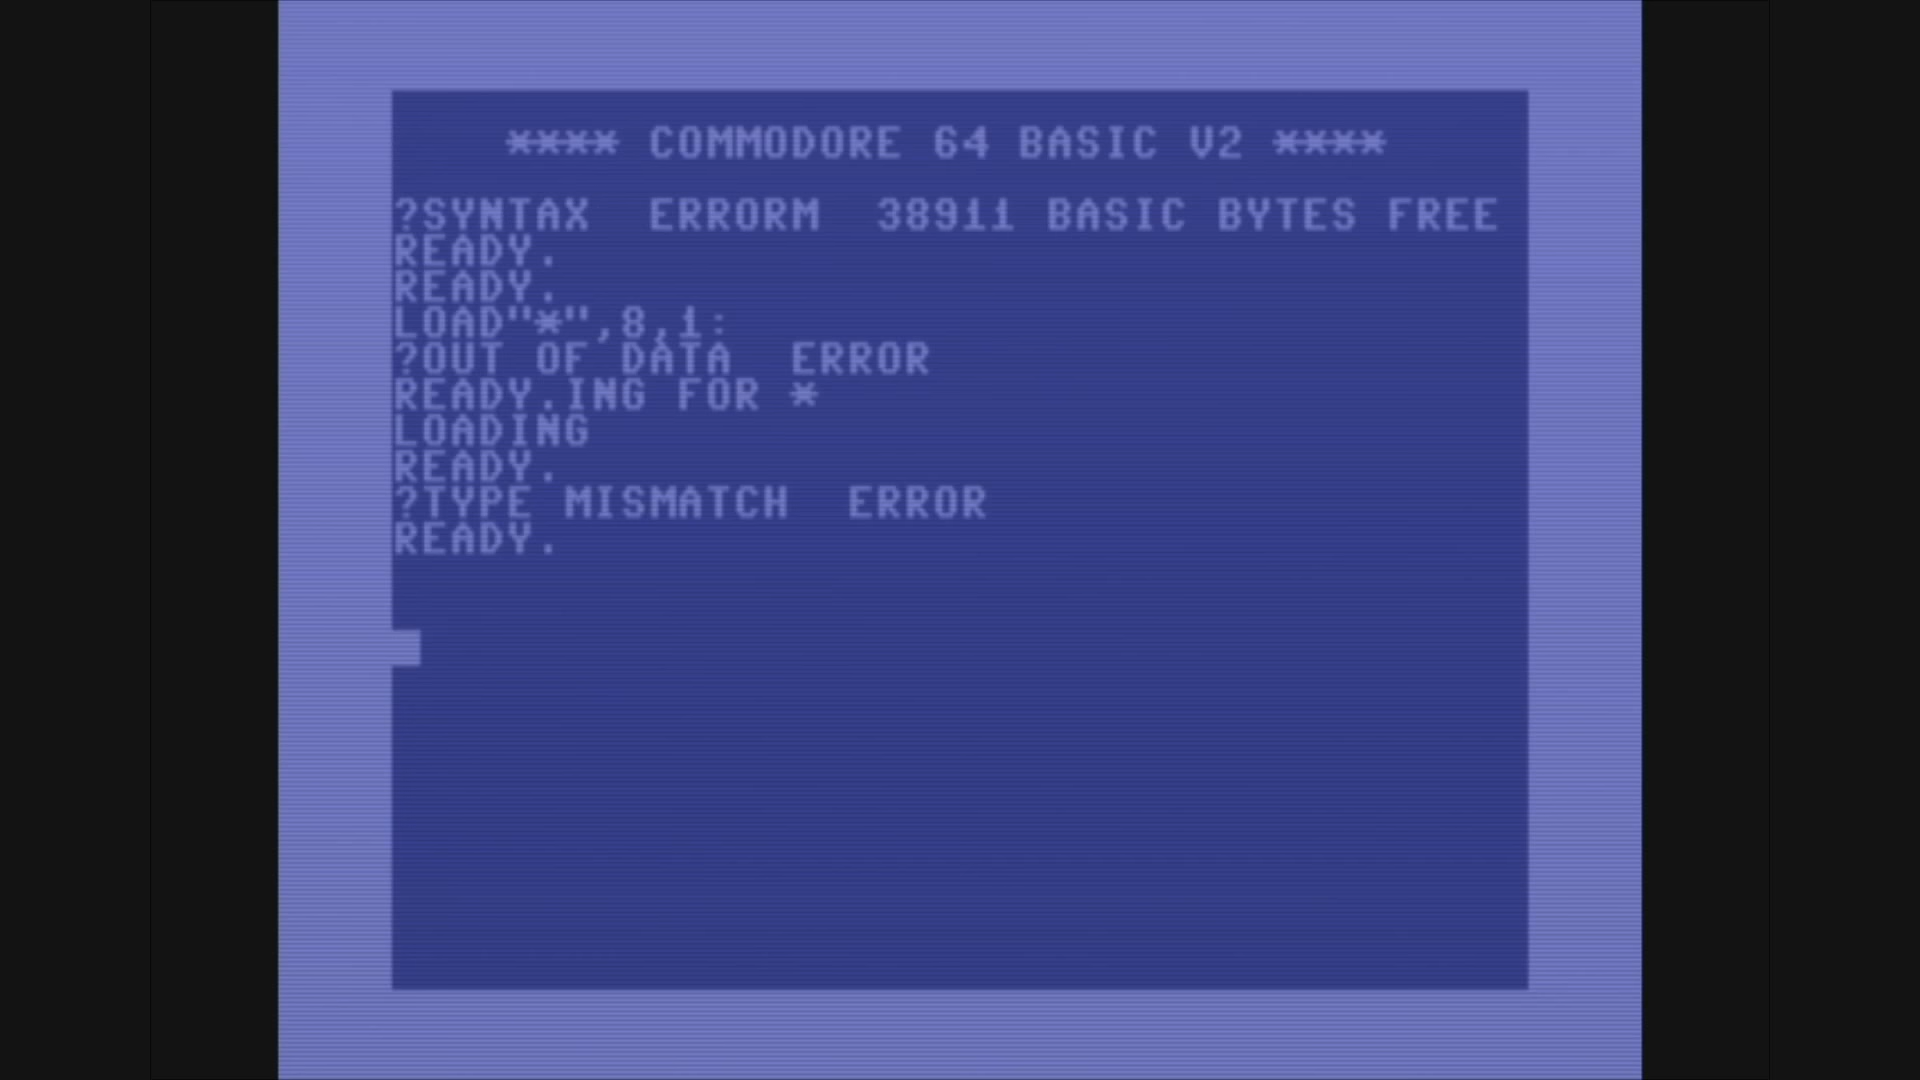 **** COMMODORE 64 BASIC V2 ****
?SYNTAX  ERRORM  38911 BASIC BYTES FREE
READY.
READY.
LOAD"*",8,1:
?OUT OF DATA  ERROR
READY.ING FOR *
LOADING
READY.
?TYPE MISMATCH  ERROR
READY.